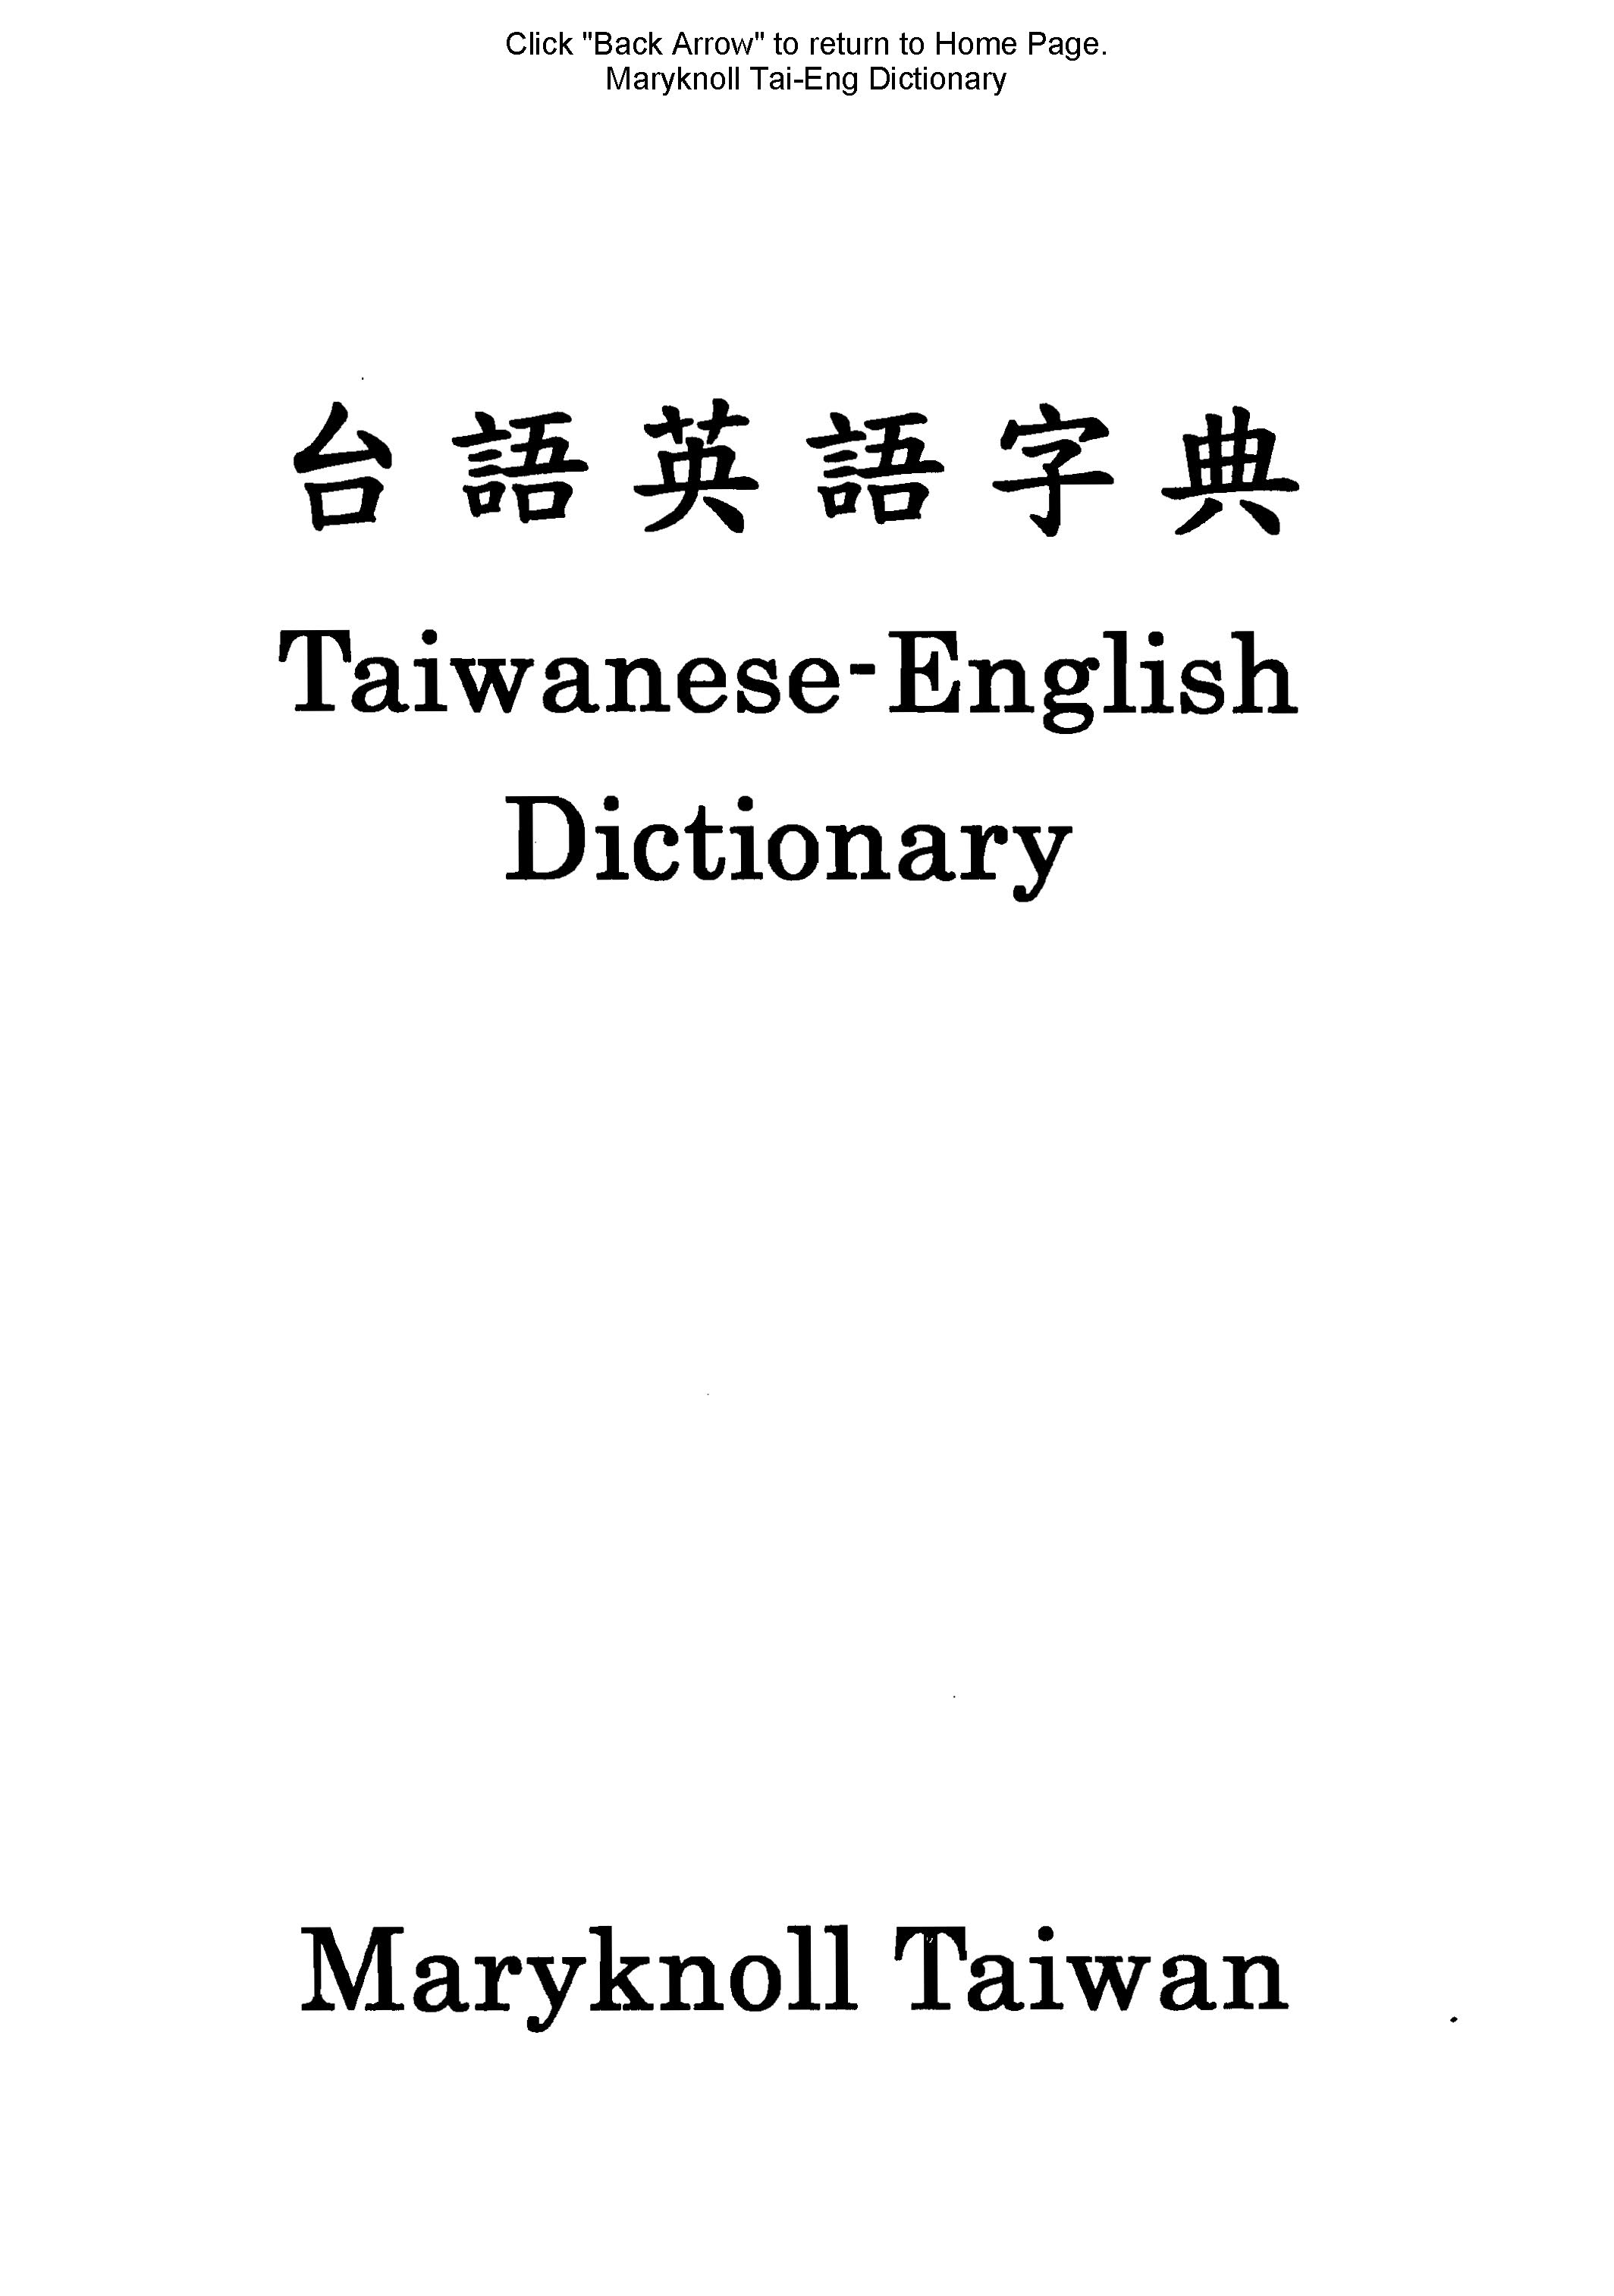 Click "Back Arrow" to return to Home Page.
Maryknoll Tai-Eng Dictionary
台語英語字典
Taiwanese-English
Dictionary
Maryknoll Taiwan